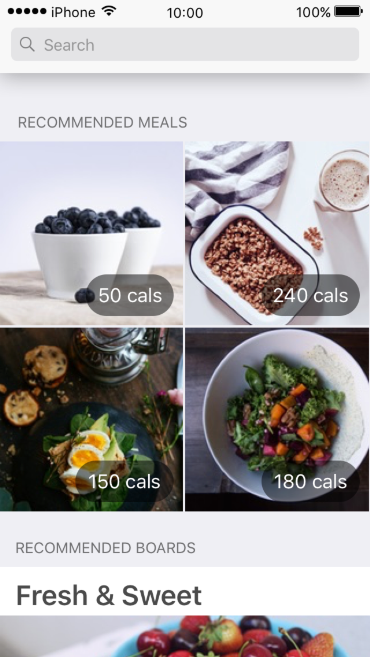 iPhone 10:00 100%
Search
RECOMMENDED MEALS
50 cals
240 cals
150 cals
180 cals
RECOMMENDED BOARDS
Fresh & Sweet